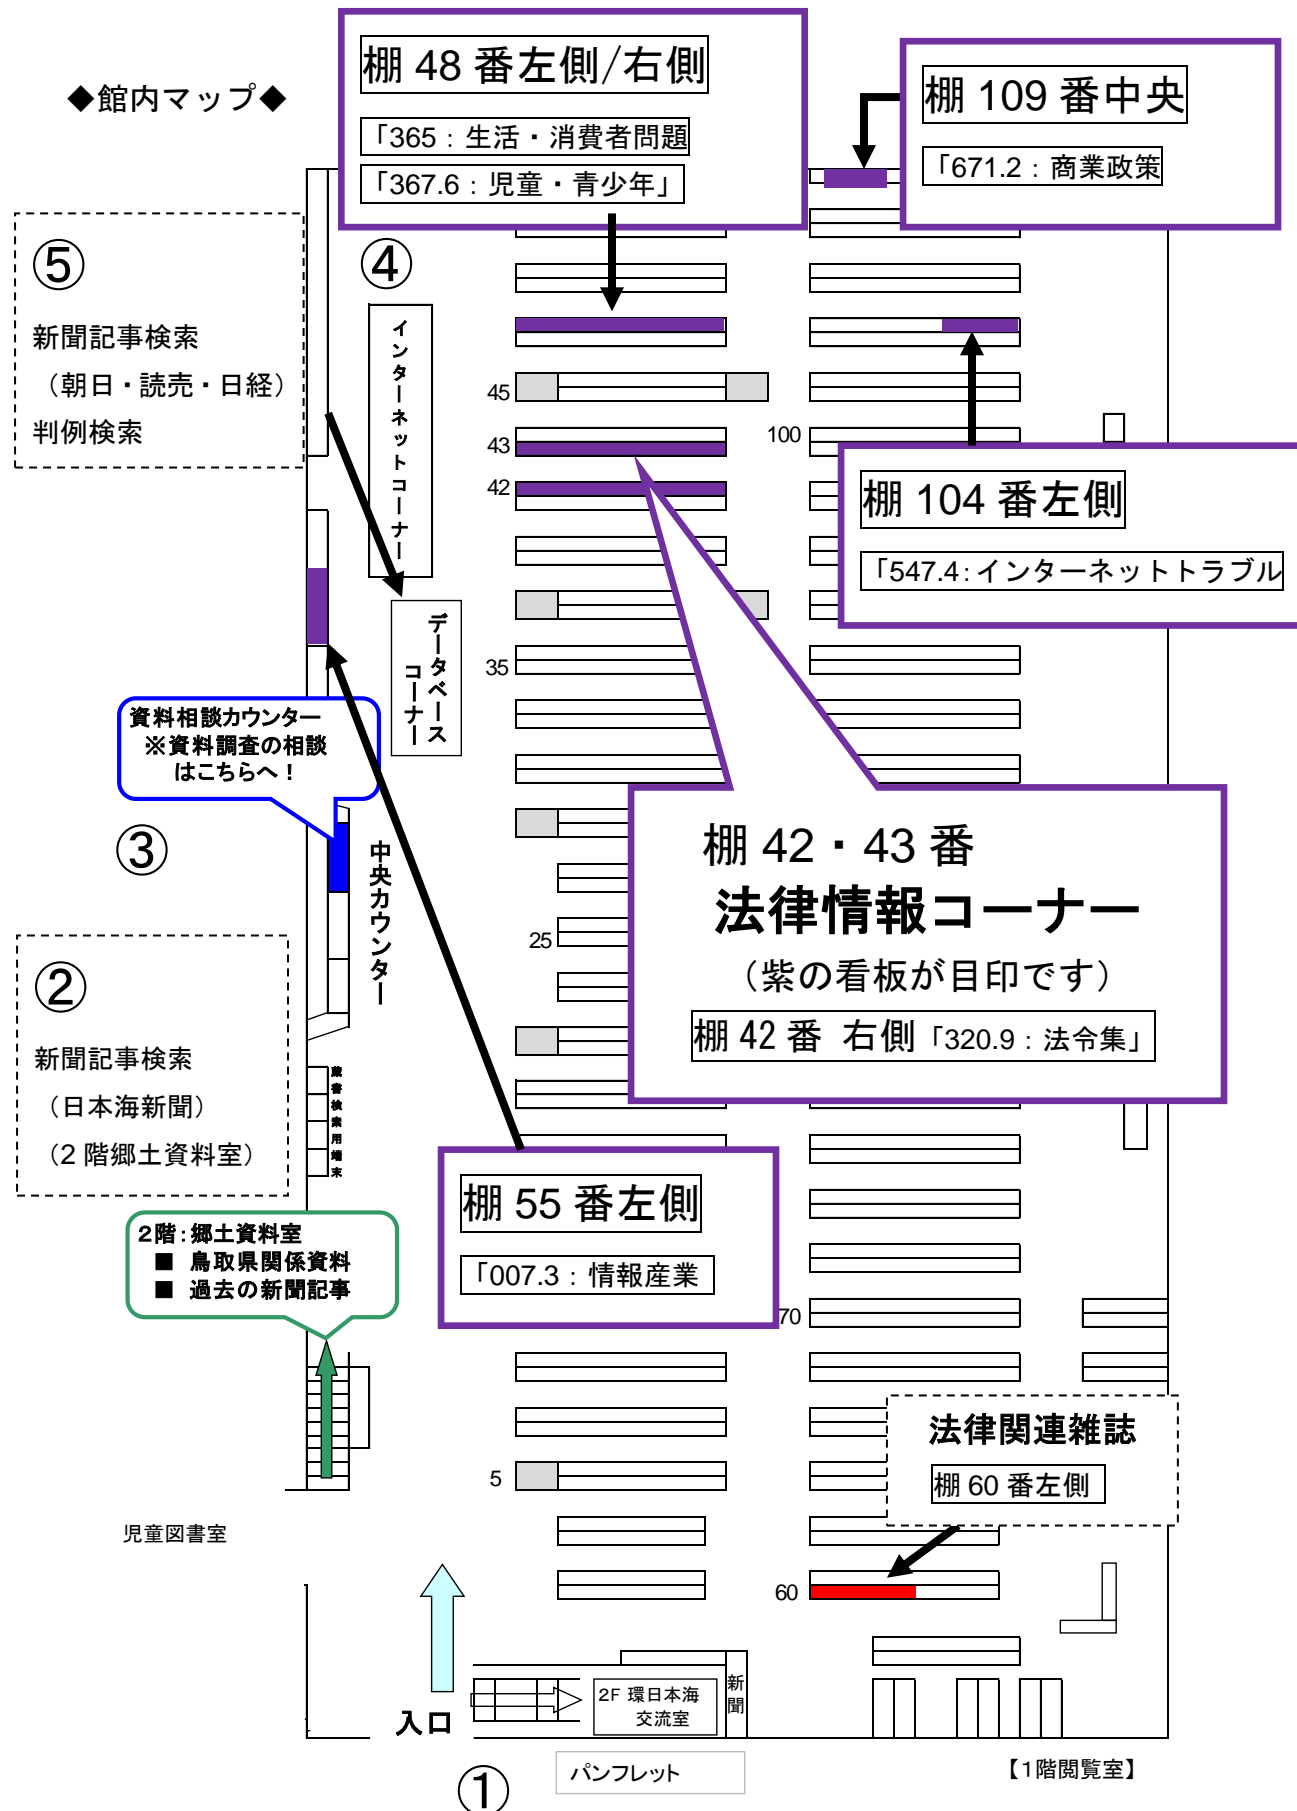 ◆館内マップ◆
棚 48 番左側/右側
「365：生活・消費者問題
「367.6：児童・青少年」
棚 109 番中央
「671.2：商業政策
⑤
新聞記事検索
（朝日・読売・日経）
判例検索
④
インターネットコーナー
45
43
42
100
棚 104 番左側
「547.4：インターネットトラブル
データベース
コーナー
35
資料相談カウンター
※資料調査の相談
はこちらへ！
③
中央カウンター
棚 42・43 番
法律情報コーナー
（紫の看板が目印です）
棚 42 番 右側「320.9：法令集」
25
②
新聞記事検索
（日本海新聞）
（2 階郷土資料室）
蔵書検索用端末
棚 55 番左側
「007.3：情報産業
2階：郷土資料室
■ 鳥取県関係資料
■ 過去の新聞記事
70
法律関連雑誌
棚 60 番左側
5
児童図書室
60
入口
2F 環日本海
交流室
新聞
①
パンフレット
【1階閲覧室】